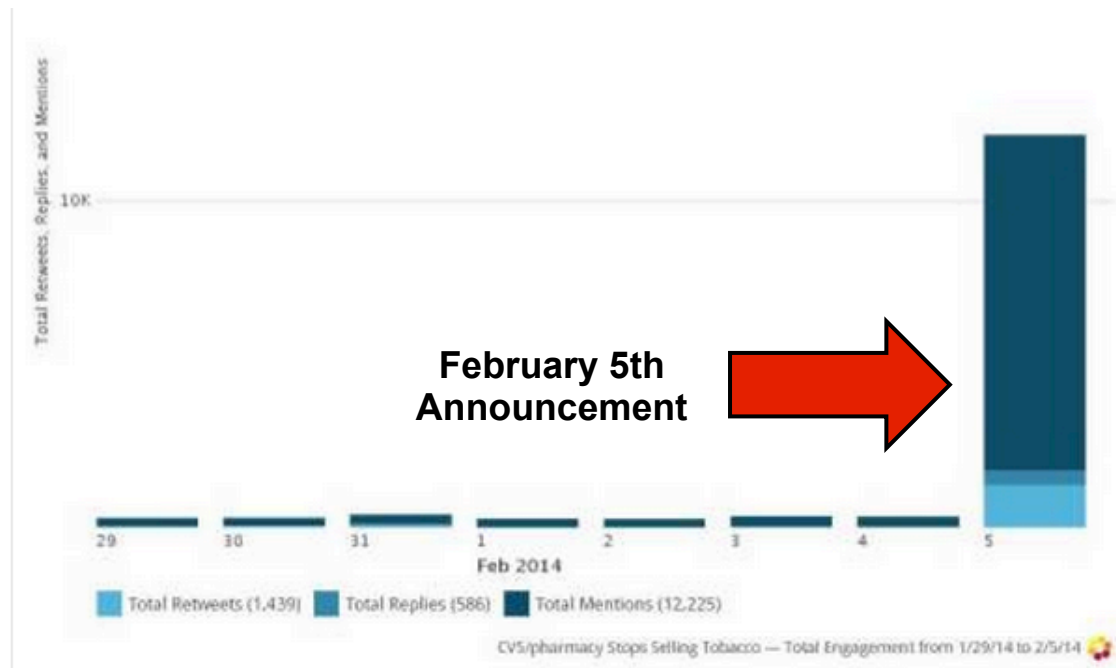 Total Retweets, Replies, and Mentions
10K
February 5th
Announcement
29 30 31 1 2 3 4 5
Feb 2014
Total Retweets (1,439) Total Replies (586) Total Mentions (12,225)
CVS/pharmacy Stops Selling Tobacco — Total Engagement from 1/29/14 to 2/5/14